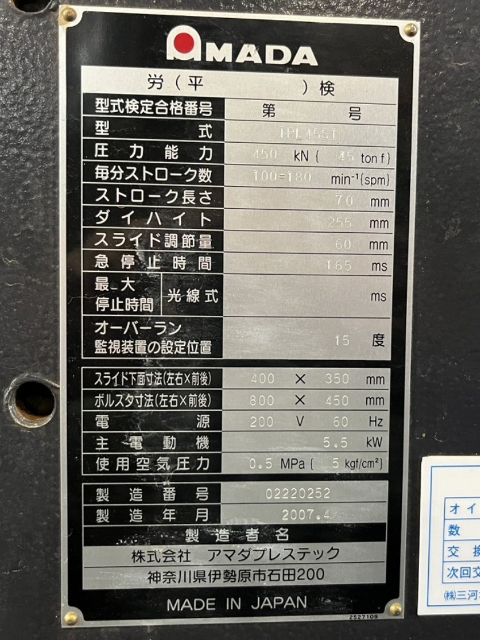 AMADA
労(平 )検
型式検定合格番号 第 号
型式
圧力能力 450 kN ( 45 tonf)
毎分ストローク数 100-180 min⁻¹(spm)
ストローク長さ 70 mm
ダイハイト 255 mm
スライド調節量 60 mm
急停止時間 165 ms
最大停止時間 光線式 ms
オーバーラン
監視装置の設定位置 15 度
スライド下面寸法(左右×前後) 400 × 350 mm
ボルスタ寸法(左右×前後) 800 × 450 mm
電源 200 V 60 Hz
主電動機 5.5 kW
使用空気圧力 0.5 MPa ( 5 kgf/cm²)
製造番号 02220252
製造年月 2007.4
製造者名
株式会社 アマダプレステック
神奈川県伊勢原市石田200
MADE IN JAPAN
2527109
オイ
数
交換
次回交
㈱三河